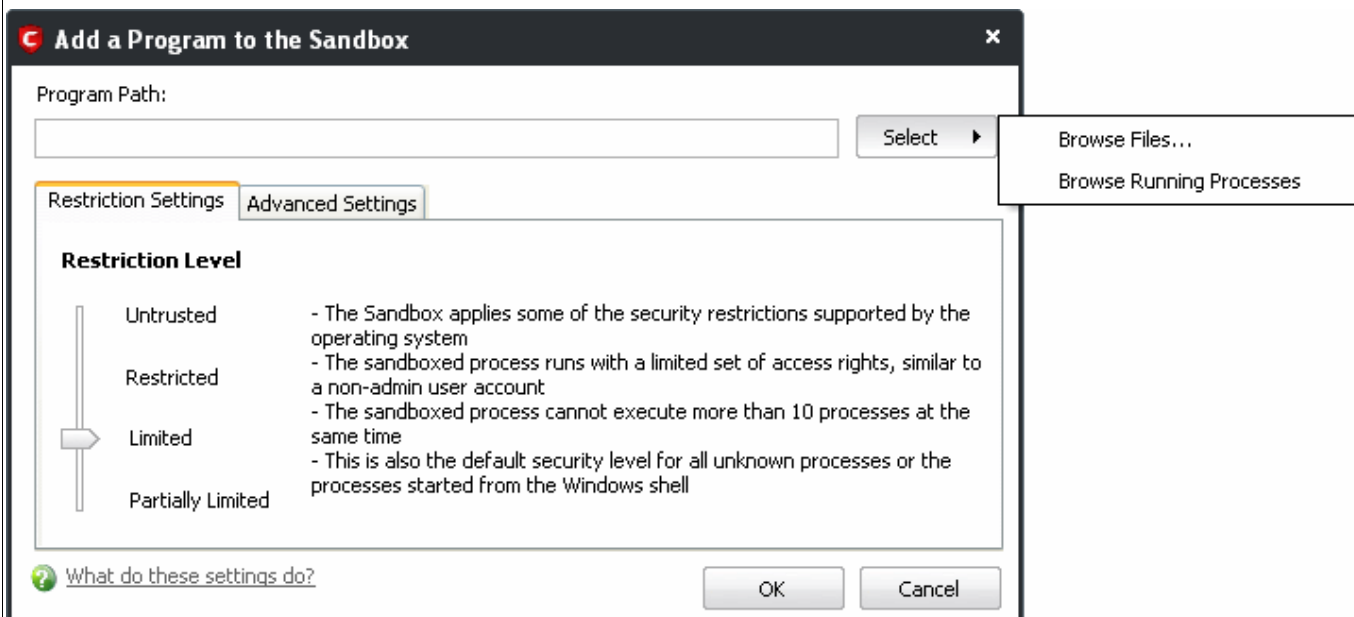 Add a Program to the Sandbox
Program Path:
Select
Browse Files...
Browse Running Processes
Restriction Settings
Advanced Settings
Restriction Level
Untrusted
Restricted
Limited
Partially Limited
- The Sandbox applies some of the security restrictions supported by the
operating system
- The sandboxed process runs with a limited set of access rights, similar to
a non-admin user account
- The sandboxed process cannot execute more than 10 processes at the
same time
- This is also the default security level for all unknown processes or the
processes started from the Windows shell
What do these settings do?
OK
Cancel